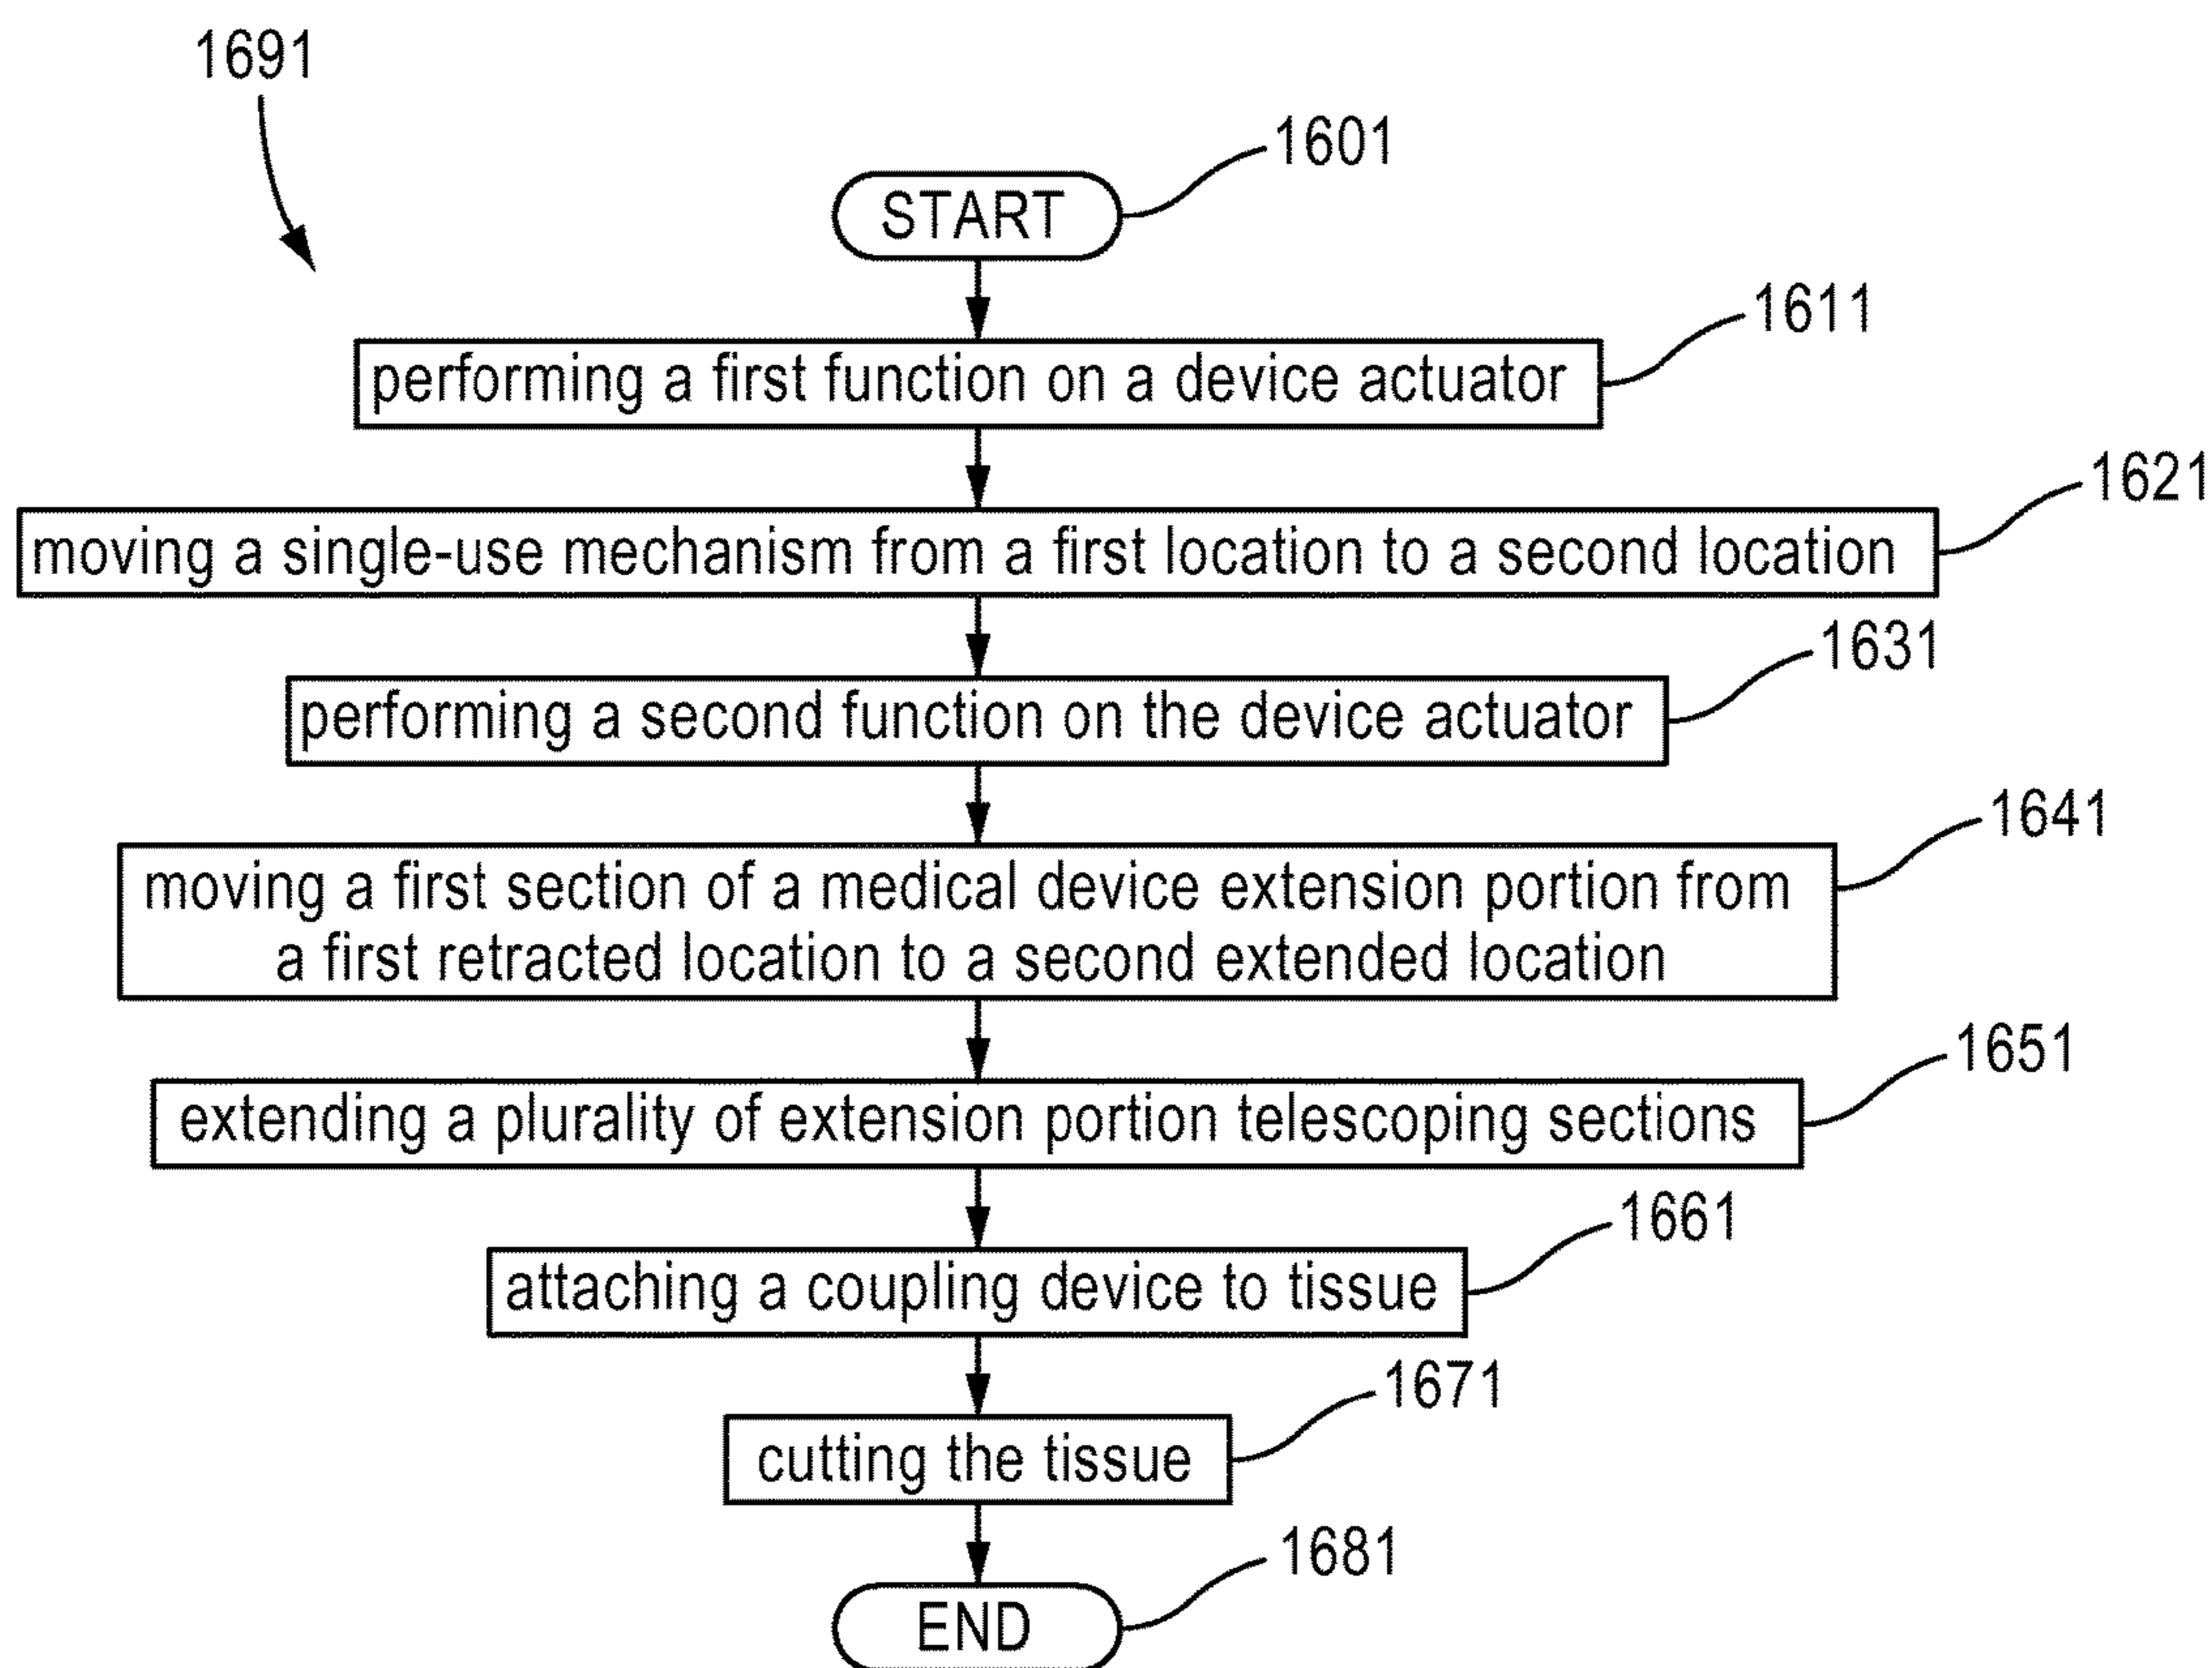 1691
1601
START
1611
performing a first function on a device actuator
1621
moving a single-use mechanism from a first location to a second location
1631
performing a second function on the device actuator
1641
moving a first section of a medical device extension portion from
a first retracted location to a second extended location
1651
extending a plurality of extension portion telescoping sections
1661
attaching a coupling device to tissue
1671
cutting the tissue
1681
END